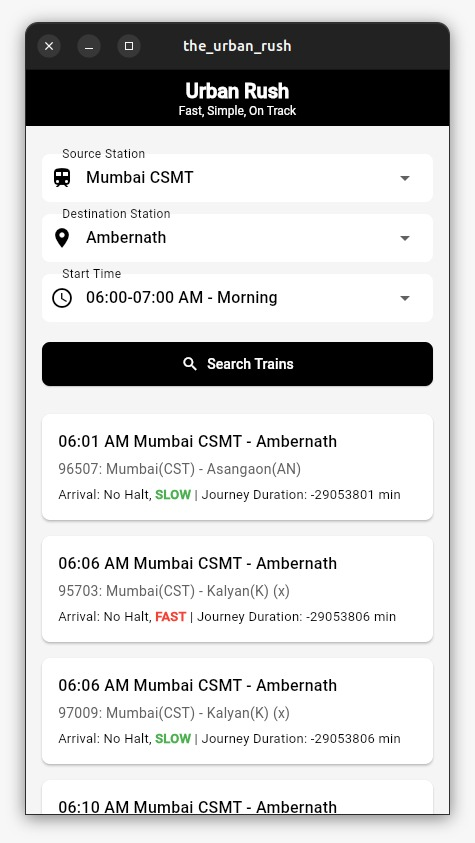 the_urban_rush
Urban Rush
Fast, Simple, On Track
Source Station
Mumbai CSMT
Destination Station
Ambernath
Start Time
06:00-07:00 AM - Morning
Search Trains
06:01 AM Mumbai CSMT - Ambernath
96507: Mumbai(CST) - Asangaon(AN)
Arrival: No Halt, SLOW | Journey Duration: -29053801 min
06:06 AM Mumbai CSMT - Ambernath
95703: Mumbai(CST) - Kalyan(K) (x)
Arrival: No Halt, FAST | Journey Duration: -29053806 min
06:06 AM Mumbai CSMT - Ambernath
97009: Mumbai(CST) - Kalyan(K) (x)
Arrival: No Halt, SLOW | Journey Duration: -29053806 min
06:10 AM Mumbai CSMT - Ambernath